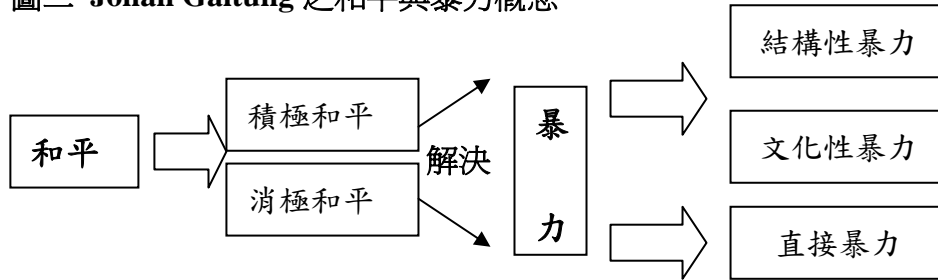 圖二 Johan Galtung 之和平與暴力概念
和平
積極和平
消極和平
解決
暴
力
結構性暴力
文化性暴力
直接暴力